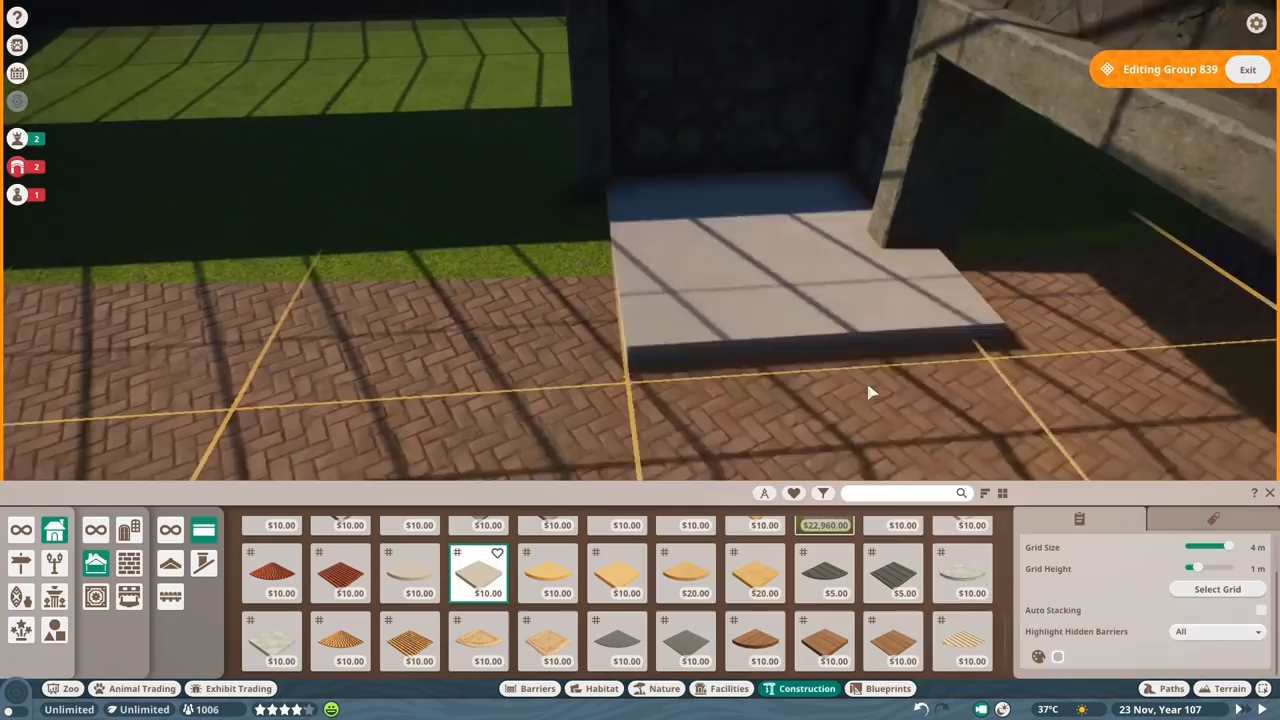 ?
Editing Group 839
Exit
2
2
1
?
$10.00 $10.00 $10.00 $10.00 $10.00 $10.00 $10.00 $10.00 $22,960.00 $10.00 $10.00
Grid Size 4 m
Grid Height 1 m
$10.00 $10.00 $10.00 $10.00 $10.00 $10.00 $20.00 $20.00 $5.00 $5.00 $10.00
Select Grid
Auto Stacking
Highlight Hidden Barriers All
$10.00 $10.00 $10.00 $10.00 $10.00 $10.00 $10.00 $10.00 $10.00 $10.00 $10.00
Zoo Animal Trading Exhibit Trading Barriers Habitat Nature Facilities Construction Blueprints Paths Terrain
Unlimited Unlimited 1006 37°C 23 Nov, Year 107